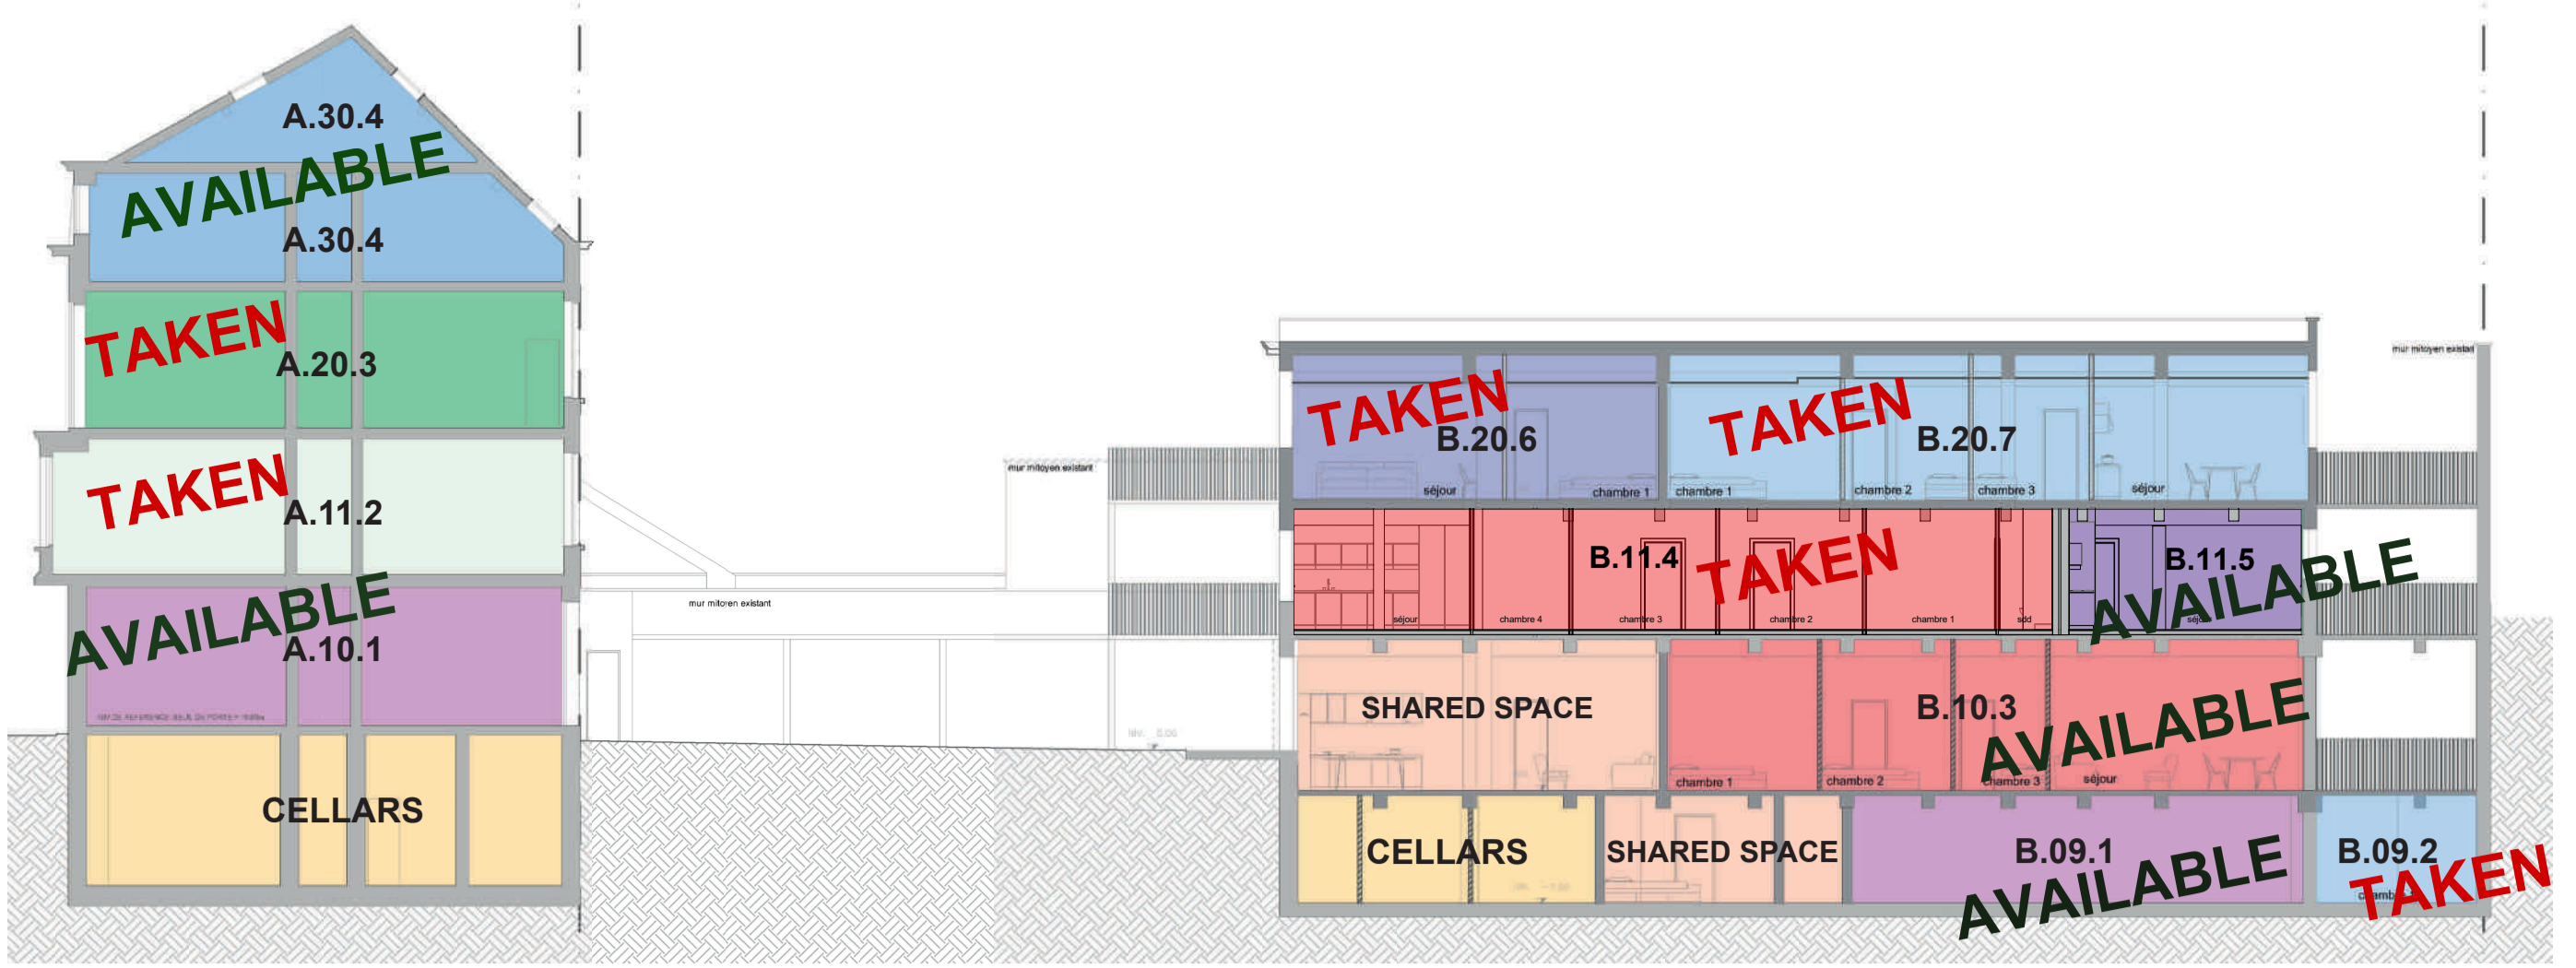 A.30.4
AVAILABLE
A.30.4
TAKEN
A.20.3
TAKEN
A.11.2
AVAILABLE
A.10.1
CELLARS
mur mitoyen existant
mur mitoyen existant
mur mitoyen existant
TAKEN
B.20.6
séjour
chambre 1
TAKEN
B.20.7
chambre 1
chambre 2
chambre 3
séjour
B.11.4
TAKEN
séjour
chambre 4
chambre 3
chambre 2
chambre 1
sdd
B.11.5
AVAILABLE
SHARED SPACE
B.10.3
AVAILABLE
chambre 1
chambre 2
chambre 3
séjour
CELLARS
SHARED SPACE
B.09.1
AVAILABLE
B.09.2
TAKEN